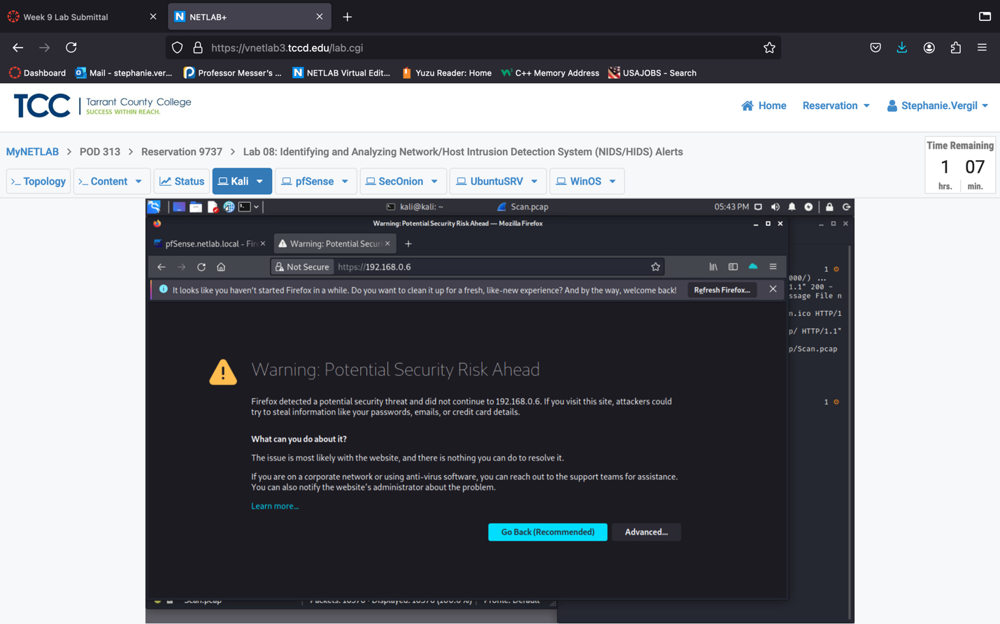 Week 9 Lab Submittal
NETLAB+
https://vnetlab3.tccd.edu/lab.cgi
Dashboard
Mail - stephanie.ver...
Professor Messer's ...
NETLAB Virtual Edit...
Yuzu Reader: Home
C++ Memory Address
USAJOBS - Search
TCC
Tarrant County College
SUCCESS WITHIN REACH.
Home
Reservation
Stephanie.Vergil
MyNETLAB > POD 313 > Reservation 9737 > Lab 08: Identifying and Analyzing Network/Host Intrusion Detection System (NIDS/HIDS) Alerts
Time Remaining
1 07
hrs. min.
>_ Topology
>_ Content
Status
Kali
pfSense
SecOnion
UbuntuSRV
WinOS
kali@kali: ~
Scan.pcap
05:43 PM
Warning: Potential Security Risk Ahead — Mozilla Firefox
pfSense.netlab.local - Fire
Warning: Potential Securi
Not Secure
https://192.168.0.6
It looks like you haven't started Firefox in a while. Do you want to clean it up for a fresh, like-new experience? And by the way, welcome back!
Refresh Firefox...
1
000/) ...
1.1" 200 -
ssage File n
n.ico HTTP/1
p/ HTTP/1.1"
p/Scan.pcap
1
Warning: Potential Security Risk Ahead
Firefox detected a potential security threat and did not continue to 192.168.0.6. If you visit this site, attackers could
try to steal information like your passwords, emails, or credit card details.
What can you do about it?
The issue is most likely with the website, and there is nothing you can do to resolve it.
If you are on a corporate network or using anti-virus software, you can reach out to the support teams for assistance.
You can also notify the website's administrator about the problem.
Learn more...
Go Back (Recommended)
Advanced...
Scan.pcap
Profile: Default